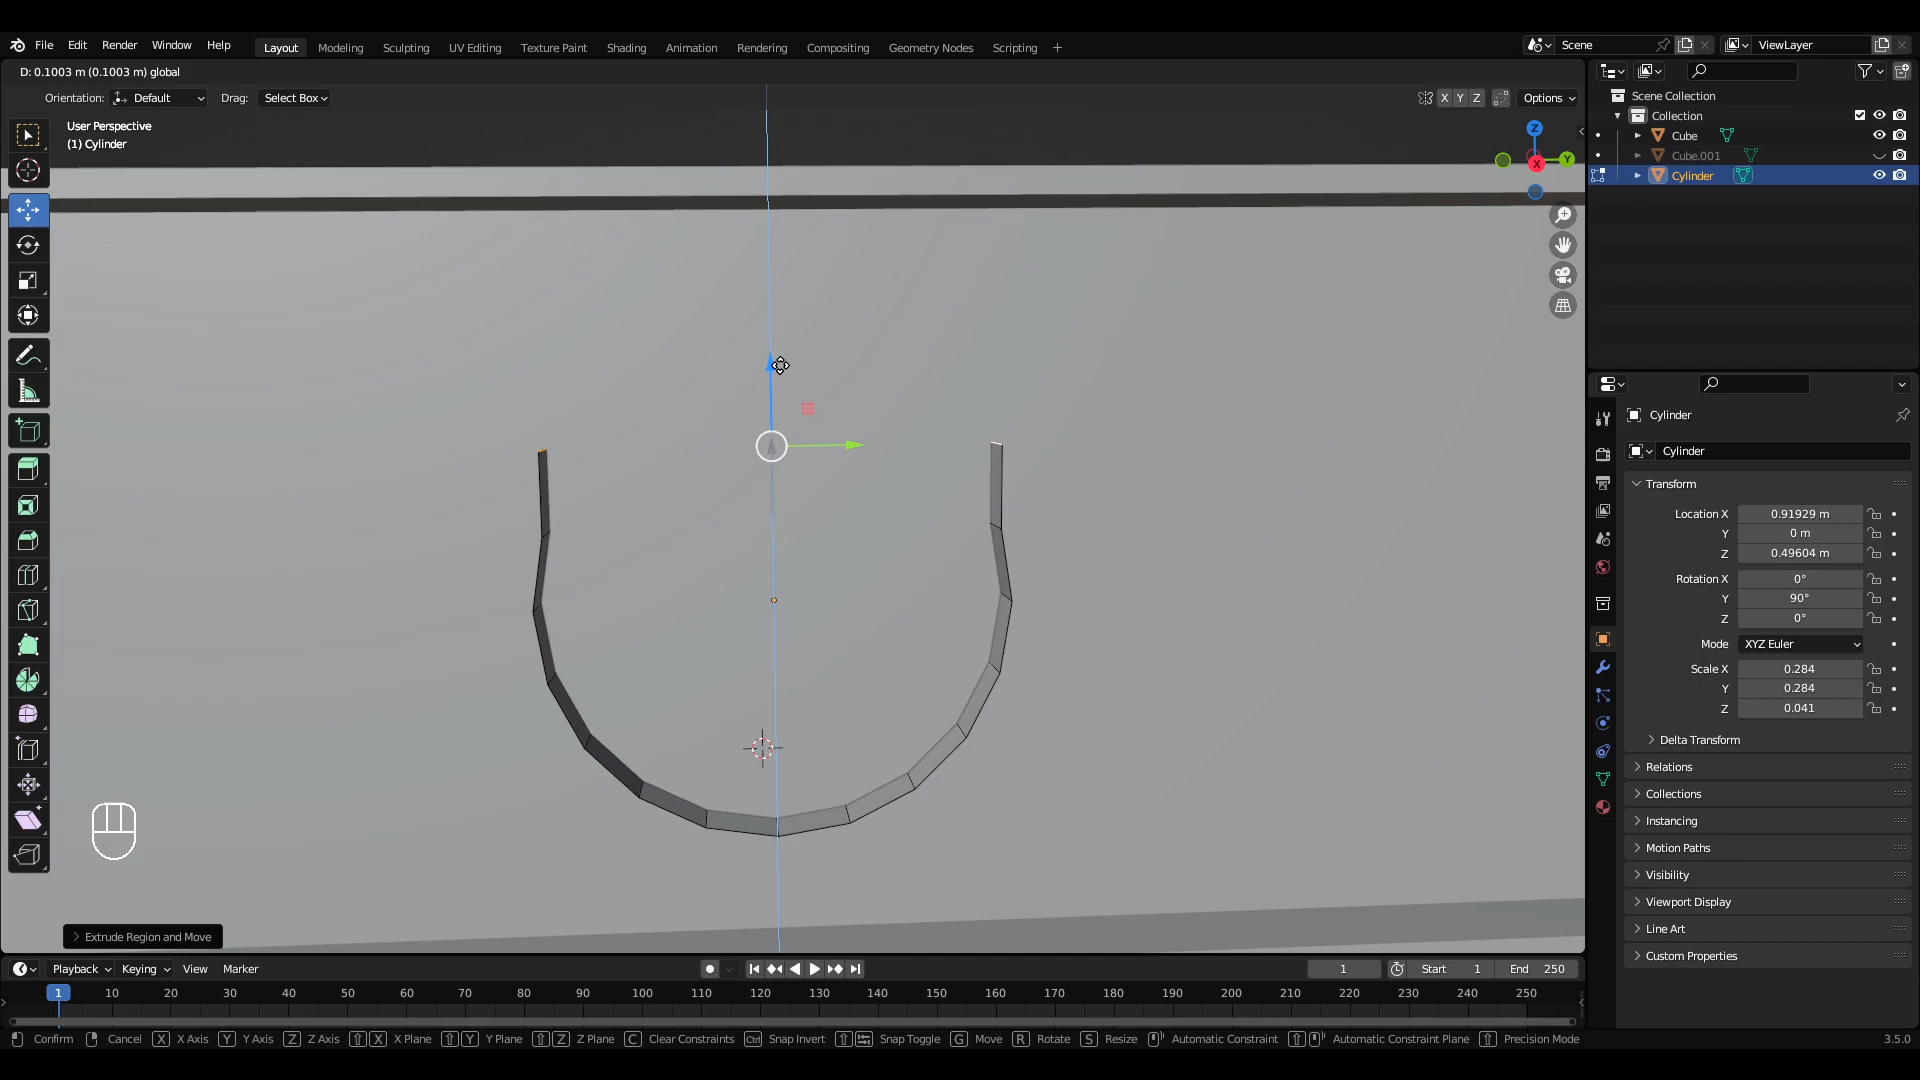 File Edit Render Window Help Layout Modeling Sculpting UV Editing Texture Paint Shading Animation Rendering Compositing Geometry Nodes Scripting + Scene ViewLayer
D: 0.1003 m (0.1003 m) global
Orientation: Default Drag: Select Box X Y Z Options
User Perspective
(1) Cylinder
Z
Y
X
Scene Collection
Collection
Cube
Cube.001
Cylinder
Cylinder
Cylinder
Transform
Location X 0.91929 m
Y 0 m
Z 0.49604 m
Rotation X 0°
Y 90°
Z 0°
Mode XYZ Euler
Scale X 0.284
Y 0.284
Z 0.041
Delta Transform
Relations
Collections
Instancing
Motion Paths
Visibility
Viewport Display
Line Art
Custom Properties
Extrude Region and Move
Playback Keying View Marker 1 Start 1 End 250
1 10 20 30 40 50 60 70 80 90 100 110 120 130 140 150 160 170 180 190 200 210 220 230 240 250
Confirm Cancel X X Axis Y Y Axis Z Z Axis X X Plane Y Y Plane Z Z Plane C Clear Constraints Ctrl Snap Invert Snap Toggle G Move R Rotate S Resize Automatic Constraint Automatic Constraint Plane Precision Mode 3.5.0